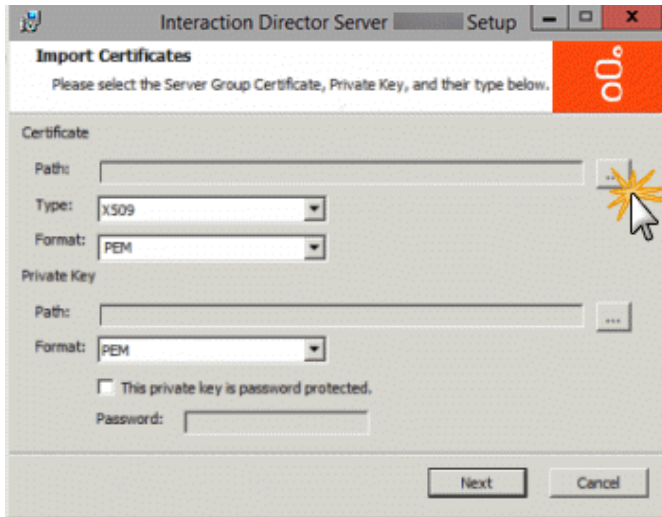 Interaction Director Server Setup
Import Certificates
Please select the Server Group Certificate, Private Key, and their type below.
Certificate
Path: ...
Type: X509
Format: PEM
Private Key
Path: ...
Format: PEM
This private key is password protected.
Password:
Next Cancel